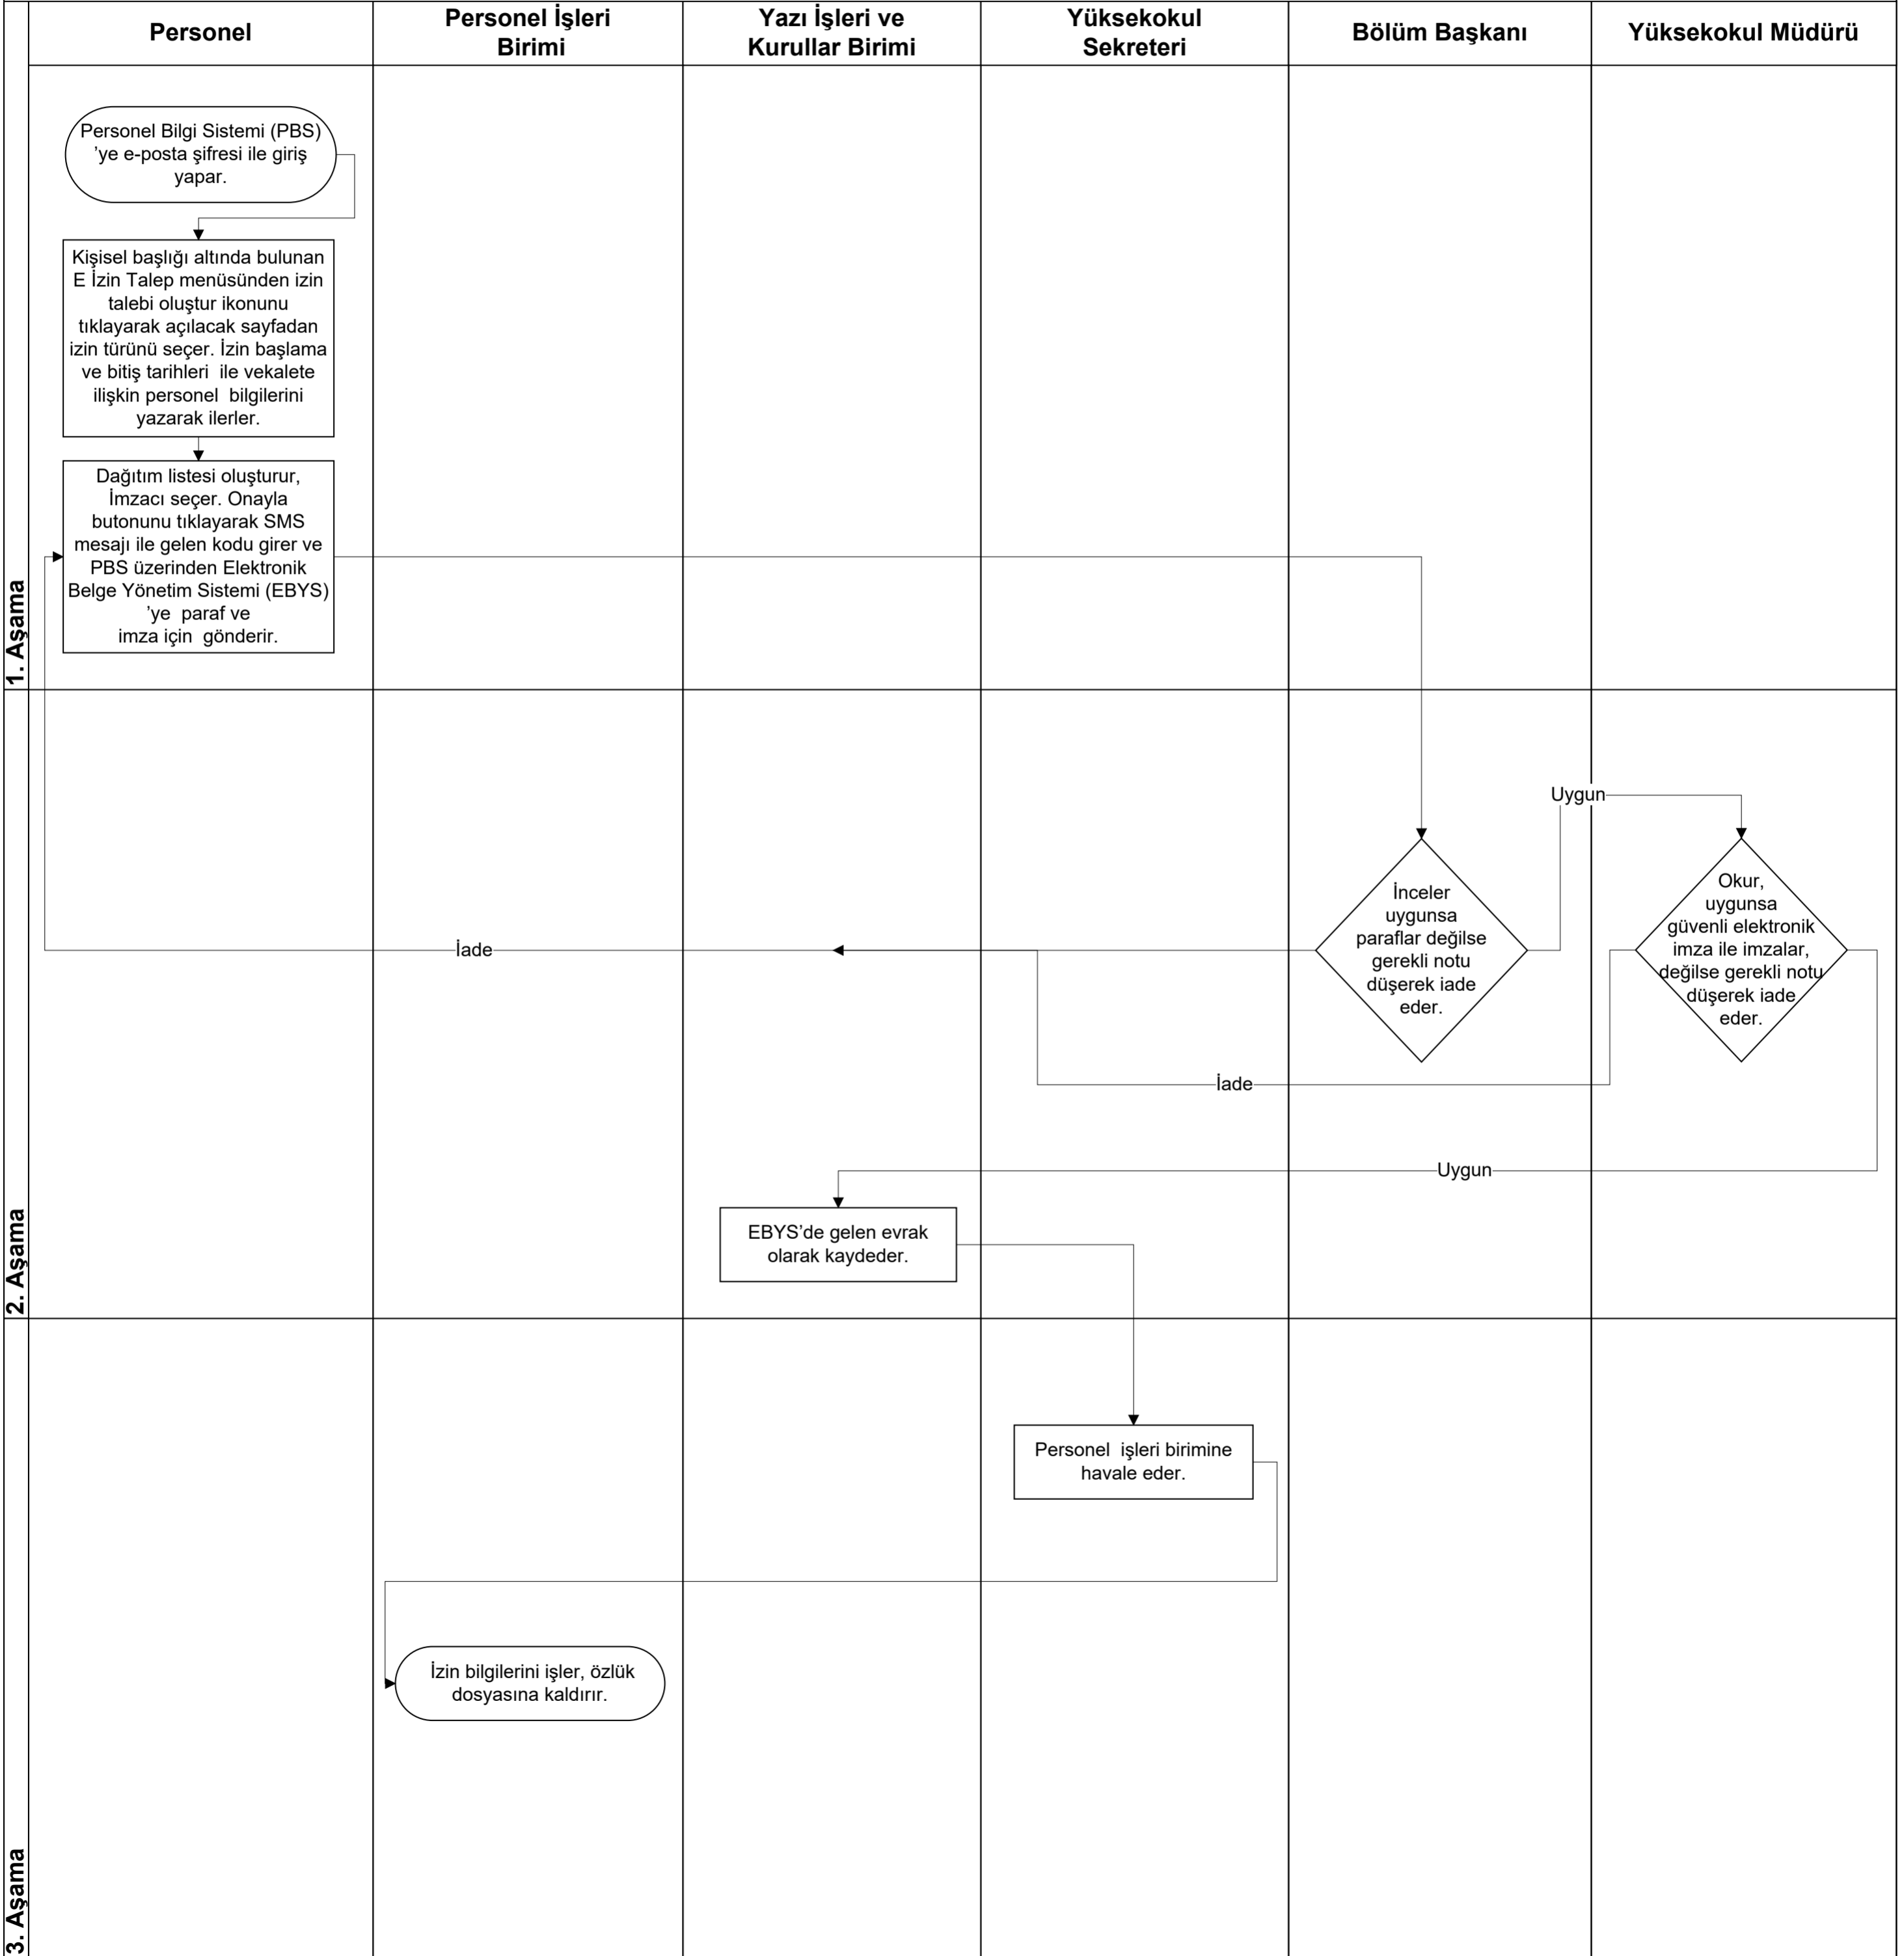 Personel
Personel İşleri
Birimi
Yazı İşleri ve
Kurullar Birimi
Yüksekokul
Sekreteri
Bölüm Başkanı
Yüksekokul Müdürü
1. Aşama
Personel Bilgi Sistemi (PBS)
’ye e-posta şifresi ile giriş
yapar.
Kişisel başlığı altında bulunan
E İzin Talep menüsünden izin
talebi oluştur ikonunu
tıklayarak açılacak sayfadan
izin türünü seçer. İzin başlama
ve bitiş tarihleri  ile vekalete
ilişkin personel  bilgilerini
yazarak ilerler.
Dağıtım listesi oluşturur,
İmzacı seçer. Onayla
butonunu tıklayarak SMS
mesajı ile gelen kodu girer ve
PBS üzerinden Elektronik
Belge Yönetim Sistemi (EBYS)
’ye  paraf ve
imza için  gönderir.
2. Aşama
Uygun
İnceler
uygunsa
paraflar değilse
gerekli notu
düşerek iade
eder.
Okur,
uygunsa
güvenli elektronik
imza ile imzalar,
değilse gerekli notu
düşerek iade
eder.
İade
İade
Uygun
EBYS’de gelen evrak
olarak kaydeder.
3. Aşama
Personel  işleri birimine
havale eder.
İzin bilgilerini işler, özlük
dosyasına kaldırır.